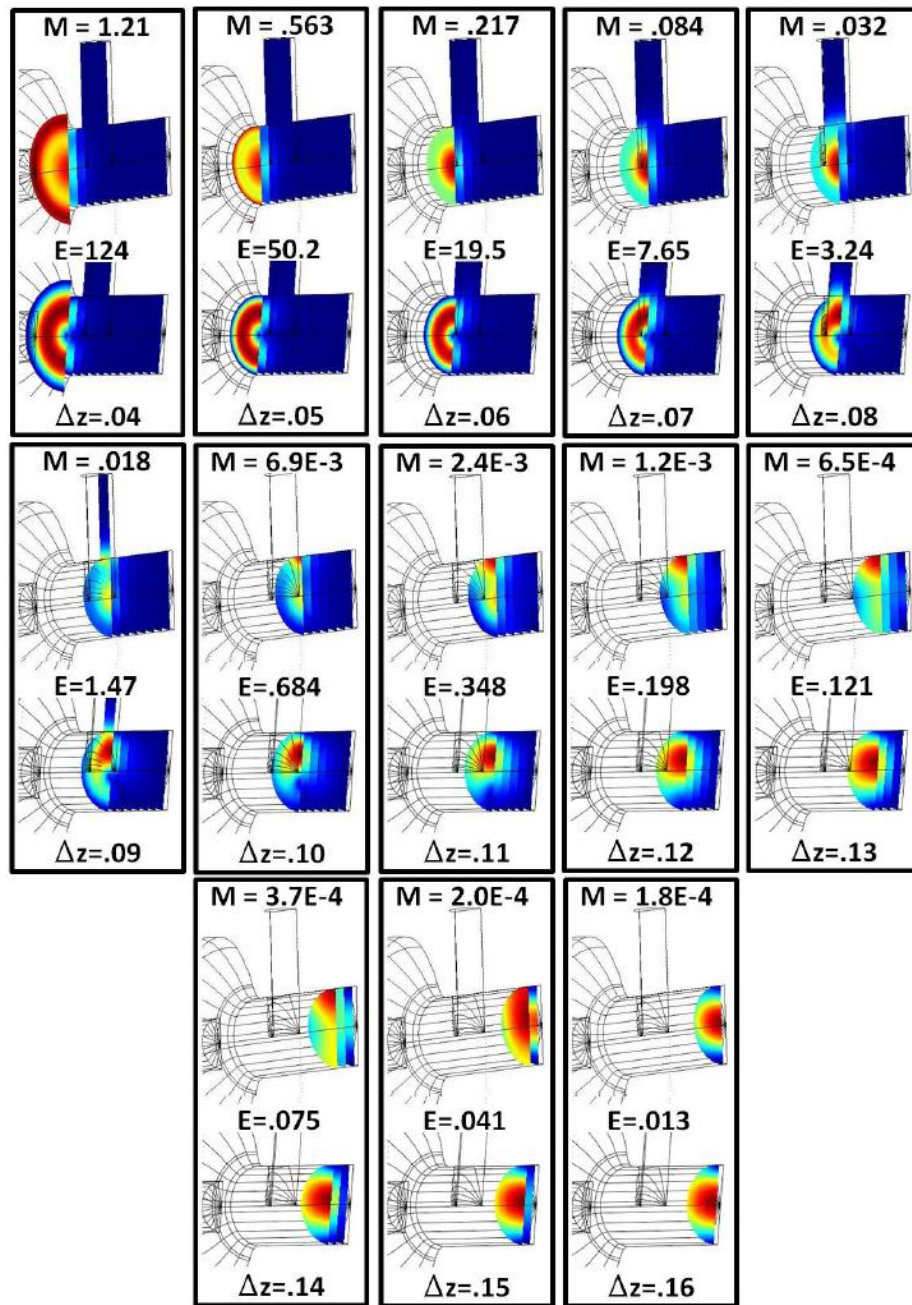 M = 1.21
E=124
Δz=.04
M = .563
E=50.2
Δz=.05
M = .217
E=19.5
Δz=.06
M = .084
E=7.65
Δz=.07
M = .032
E=3.24
Δz=.08
M = .018
E=1.47
Δz=.09
M = 6.9E-3
E=.684
Δz=.10
M = 2.4E-3
E=.348
Δz=.11
M = 1.2E-3
E=.198
Δz=.12
M = 6.5E-4
E=.121
Δz=.13
M = 3.7E-4
E=.075
Δz=.14
M = 2.0E-4
E=.041
Δz=.15
M = 1.8E-4
E=.013
Δz=.16